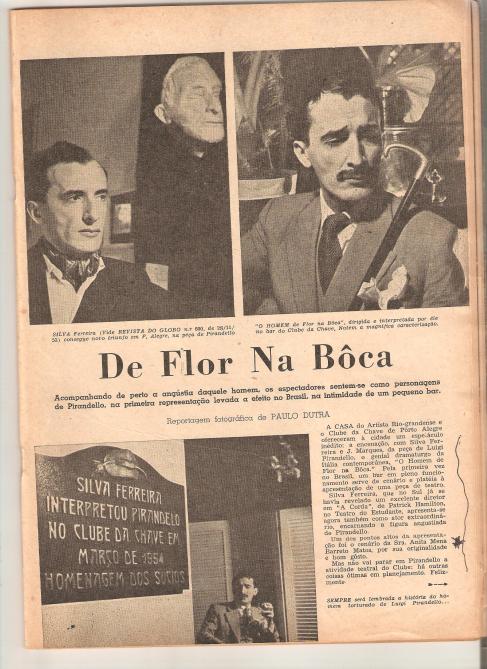 SILVA Ferreira (Vide REVISTA DO GLOBO n.º 600, de 28/11/
53) consegue novo triunfo em P. Alegre, na peça de Pirandello
"O HOMEM de Flor na Bôca", dirigida e interpretada por êle
no bar do Clube da Chave. Notem a magnífica caracterização.
De Flor Na Bôca
Acompanhando de perto a angústia daquele homem, os espectadores sentem-se como personagens
de Pirandello, na primeira representação levada a efeito no Brasil, na intimidade de um pequeno bar.
Reportagem fotográfica de PAULO DUTRA
SILVA FERREIRA
INTERPRETOU PIRANDELLO
NO CLUBE DA CHAVE EM
MARÇO DE 1954
HOMENAGEM DOS SOCIOS
A CASA do Artista Rio-grandense e
o Clube da Chave de Pôrto Alegre
ofereceram à cidade um espetáculo
inédito: a encenação, com Silva Fer-
reira e J. Marques, da peça de Luigi
Pirandello, o genial dramaturgo da
Itália contemporânea, "O Homem de
Flor na Bôca." Pela primeira vez
no Brasil, um bar em pleno funcio-
namento serve de cenário e platéia à
apresentação de uma peça de teatro.
Silva Ferreira, que no Sul já se
havia revelado um excelente diretor
em "A Corda", de Patrick Hamilton,
no Teatro do Estudante, apresenta-se
agora também como ator extraordiná-
rio, encarnando a figura angustiada
de Pirandello.
Um dos pontos altos da apresenta-
ção foi o cenário da Sra. Anita Mena
Barreto Matos, por sua originalidade
e bom gôsto.
Mas não vai parar em Pirandello a
atividade teatral do Clube: há outras
coisas ótimas em planejamento. Feliz-
mente.
SEMPRE será lembrada a história do ho-
mem torturado de Luigi Pirandello...